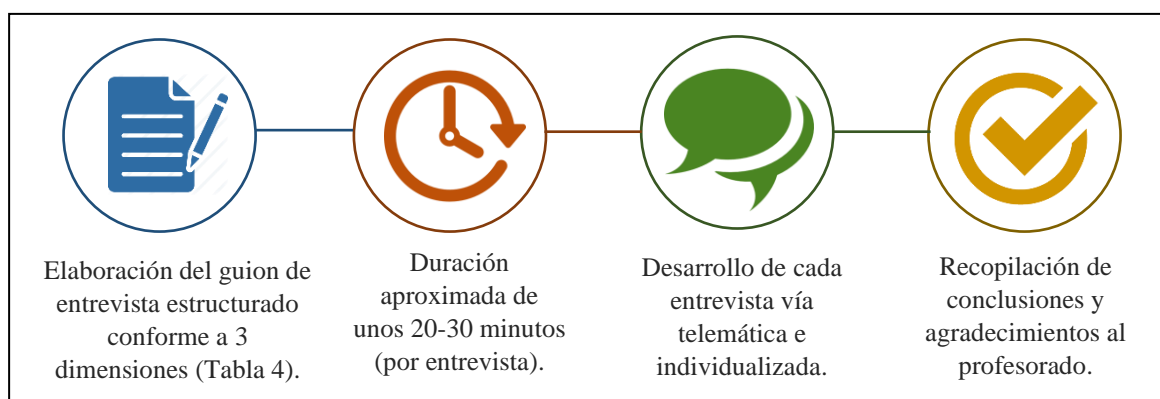 Elaboración del guion de
entrevista estructurado
conforme a 3
dimensiones (Tabla 4).
Duración
aproximada de
unos 20-30 minutos
(por entrevista).
Desarrollo de cada
entrevista vía
telemática e
individualizada.
Recopilación de
conclusiones y
agradecimientos al
profesorado.